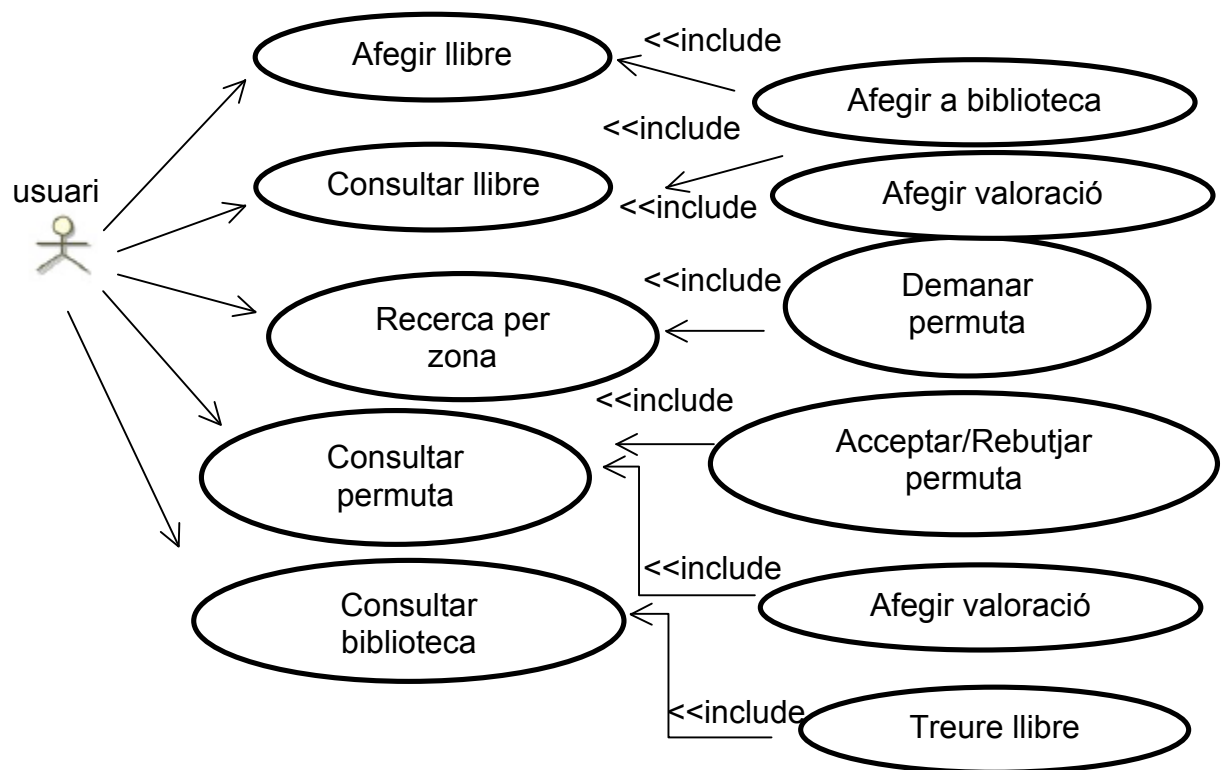 <<include
Afegir llibre
Afegir a biblioteca
<<include
usuari
Consultar llibre
<<include
Afegir valoració
<<include
Demanar
permuta
Recerca per
zona
<<include
Acceptar/Rebutjar
permuta
Consultar
permuta
<<include
Afegir valoració
Consultar
biblioteca
<<include
Treure llibre